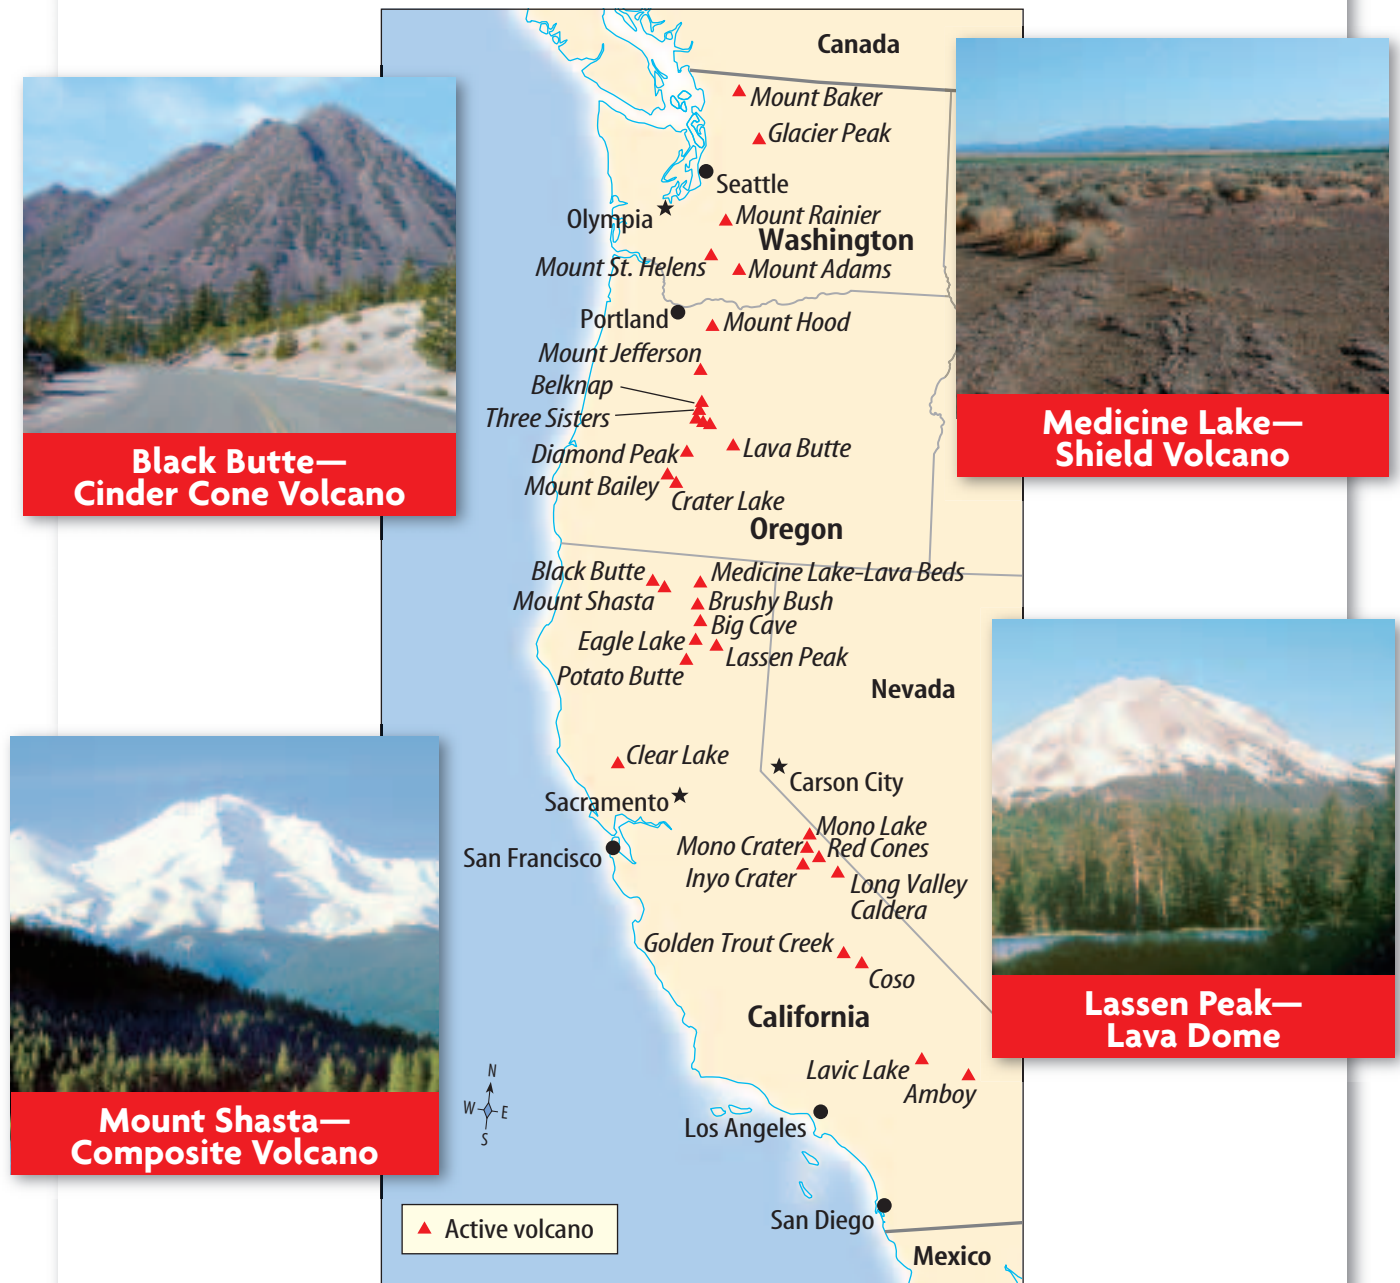 Canada
Mount Baker
Glacier Peak
Seattle
Olympia
Mount Rainier
Washington
Mount St. Helens
Mount Adams
Portland
Mount Hood
Mount Jefferson
Belknap
Three Sisters
Lava Butte
Diamond Peak
Mount Bailey
Crater Lake
Oregon
Black Butte
Medicine Lake-Lava Beds
Mount Shasta
Brushy Bush
Big Cave
Eagle Lake
Lassen Peak
Potato Butte
Nevada
Clear Lake
Carson City
Sacramento
Mono Lake
Mono Crater
Red Cones
San Francisco
Inyo Crater
Long Valley
Caldera
Golden Trout Creek
Coso
California
Lavic Lake
Amboy
Los Angeles
San Diego
Mexico
N
W
E
S
Active volcano
Black Butte—
Cinder Cone Volcano
Medicine Lake—
Shield Volcano
Mount Shasta—
Composite Volcano
Lassen Peak—
Lava Dome